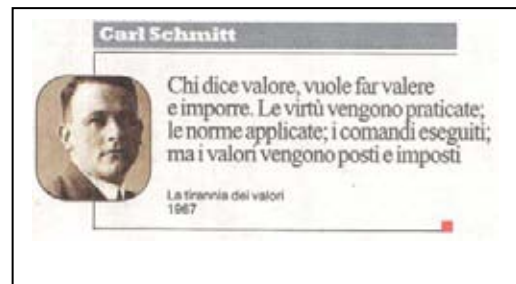 Carl Schmitt
Chi dice valore, vuole far valere
e imporre. Le virtù vengono praticate;
le norme applicate; i comandi eseguiti;
ma i valori vengono posti e imposti
La tirannia dei valori
1967